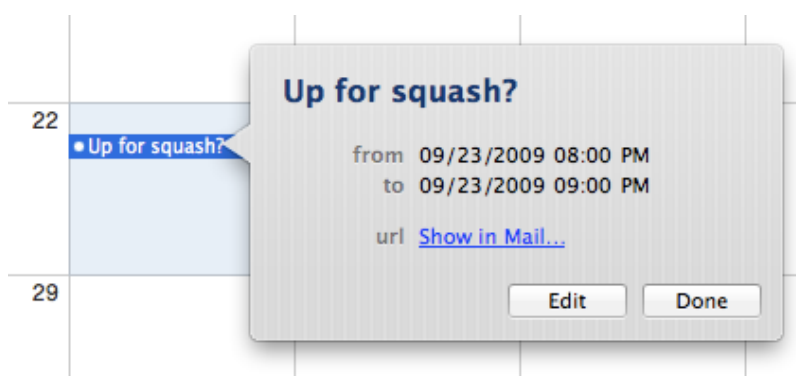 22
Up for squash?
29
Up for squash?
from 09/23/2009 08:00 PM
to 09/23/2009 09:00 PM
url Show in Mail...
Edit Done